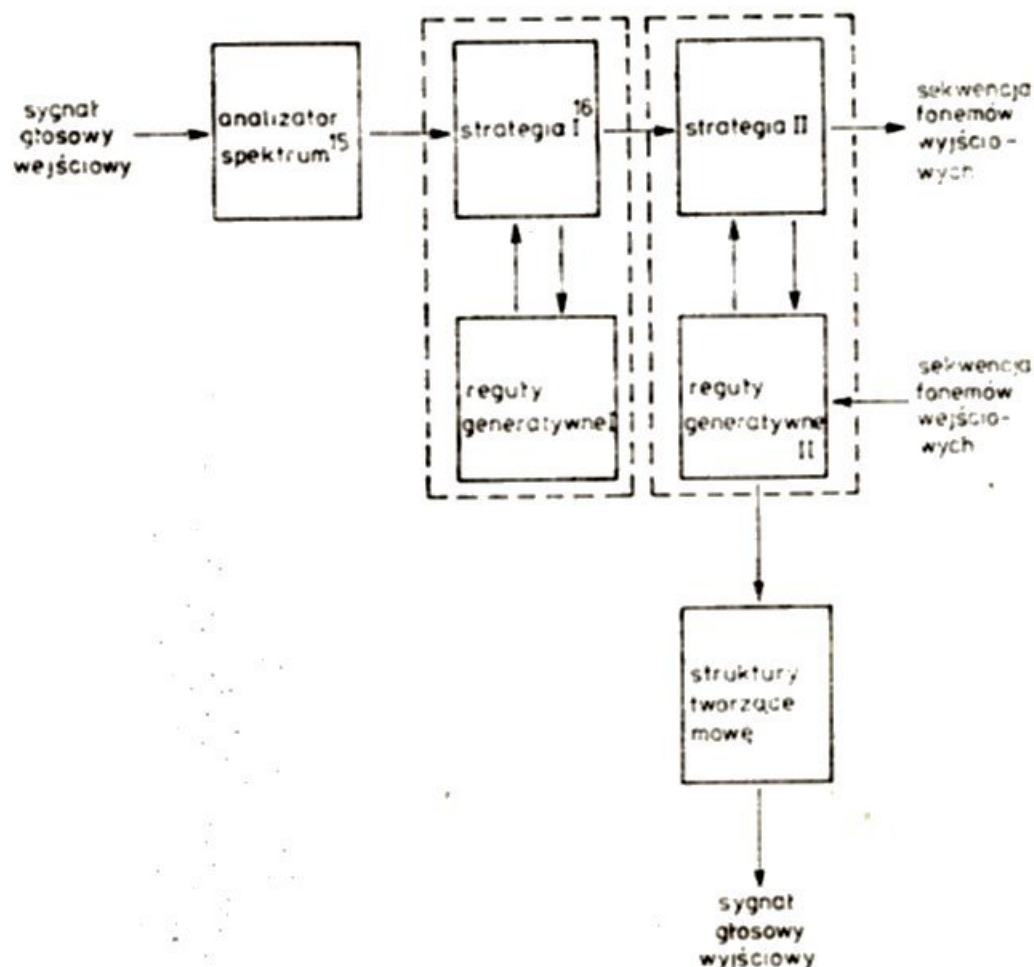 sygnał
głosowy
wejściowy
analizator
spektrum¹⁵
strategia I¹⁶
strategia II
sekwencja
fonemów
wyjścio-
wych
reguły
generatywne I
reguły
generatywne
II
sekwencja
fonemów
wejścio-
wych
struktury
tworzące
mowę
sygnał
głosowy
wyjściowy